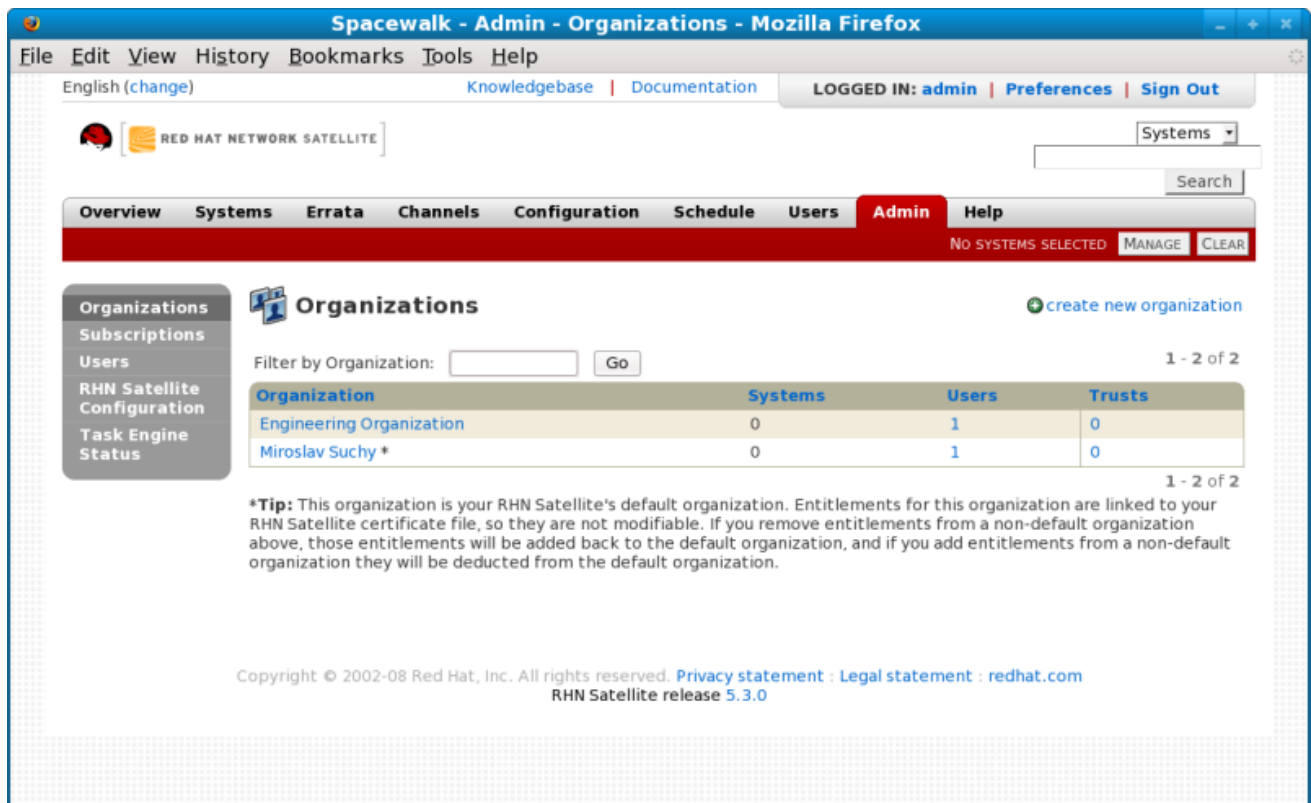 Spacewalk - Admin - Organizations - Mozilla Firefox
File Edit View History Bookmarks Tools Help
English (change) Knowledgebase | Documentation LOGGED IN: admin | Preferences | Sign Out
RED HAT NETWORK SATELLITE
Systems
Search
Overview Systems Errata Channels Configuration Schedule Users Admin Help
NO SYSTEMS SELECTED MANAGE CLEAR
Organizations
Subscriptions
Users
RHN Satellite
Configuration
Task Engine
Status
Organizations
create new organization
Filter by Organization: Go 1 - 2 of 2
Organization Systems Users Trusts
Engineering Organization 0 1 0
Miroslav Suchy * 0 1 0
1 - 2 of 2
*Tip: This organization is your RHN Satellite's default organization. Entitlements for this organization are linked to your
RHN Satellite certificate file, so they are not modifiable. If you remove entitlements from a non-default organization
above, those entitlements will be added back to the default organization, and if you add entitlements from a non-default
organization they will be deducted from the default organization.
Copyright © 2002-08 Red Hat, Inc. All rights reserved. Privacy statement : Legal statement : redhat.com
RHN Satellite release 5.3.0